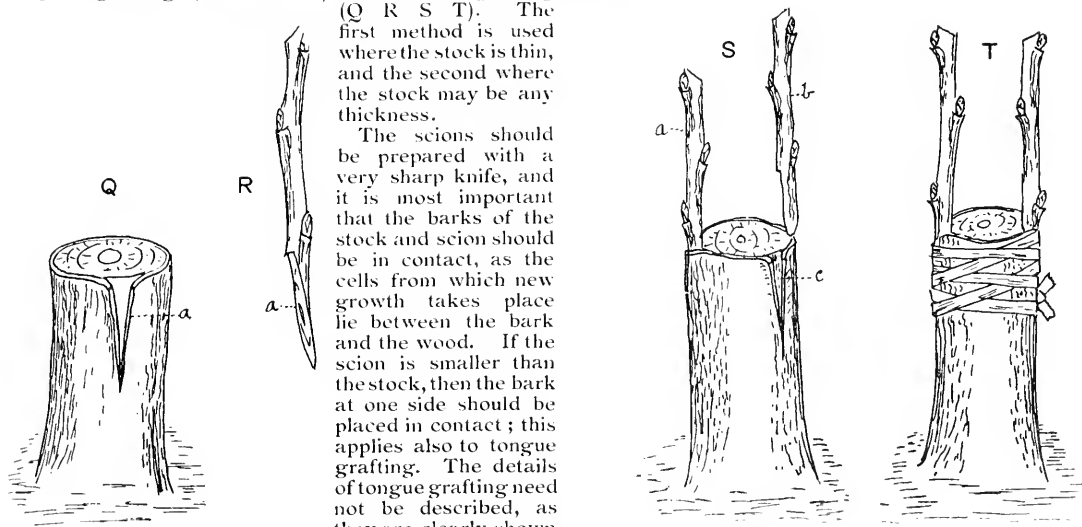 (Q R S T). The
first method is used
where the stock is thin,
and the second where
the stock may be any
thickness.
The scions should
be prepared with a
very sharp knife, and
it is most important
that the barks of the
stock and scion should
be in contact, as the
cells from which new
growth takes place
lie between the bark
and the wood. If the
scion is smaller than
the stock, then the bark
at one side should be
placed in contact ; this
applies also to tongue
grafting. The details
of tongue grafting need
not be described, as
Q
a
R
a
S
a
b
c
T